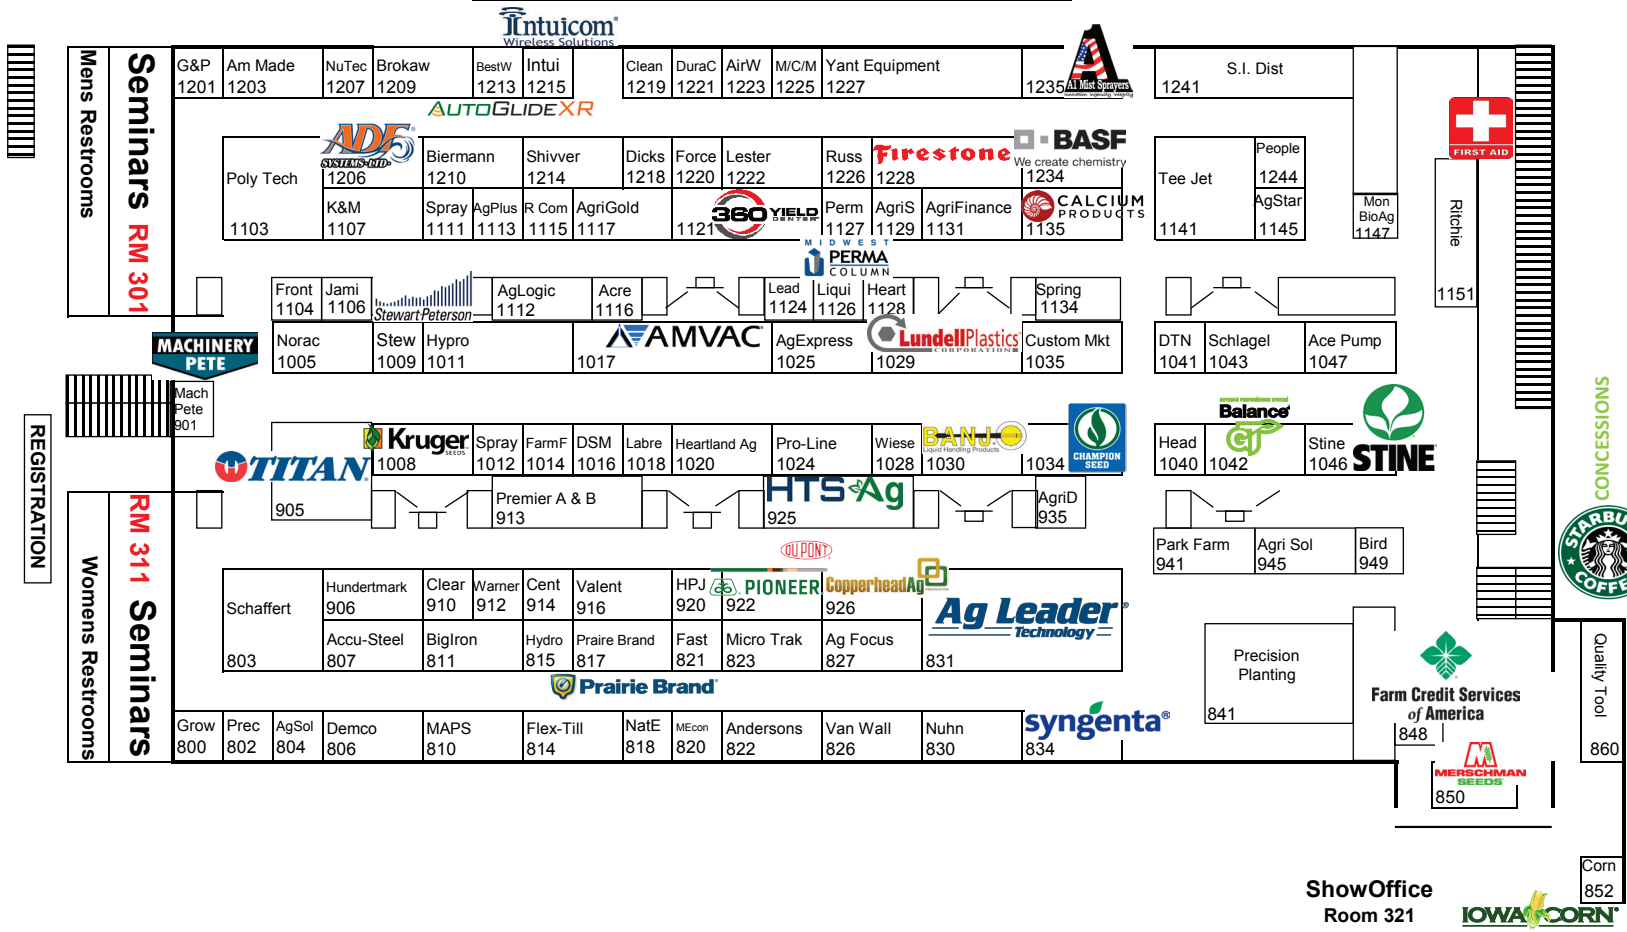 Intuicom®
Wireless Solutions
Mens Restrooms
Seminars RM 301
G&P
1201
Am Made
1203
NuTec
1207
Brokaw
1209
BestW
1213
Intui
1215
Clean
1219
DuraC
1221
AirW
1223
M/C/M
1225
Yant Equipment
1227
1235
A1 Mist Sprayers
S.I. Dist
1241
AUTOGLIDEXR
FIRST AID
Poly Tech
1103
ADF®
SYSTEMS LTD
1206
Biermann
1210
Shivver
1214
Dicks
1218
Force
1220
Lester
1222
Russ
1226
Firestone
1228
BASF
We create chemistry
1234
Tee Jet
1141
People
1244
K&M
1107
Spray
1111
AgPlus
1113
R Com
1115
AgriGold
1117
1121
360 YIELD
CENTER
Perm
1127
AgriS
1129
AgriFinance
1131
CALCIUM
PRODUCTS
1135
AgStar
1145
Mon
BioAg
1147
Ritchie
1151
MIDWEST
PERMA
COLUMN
Front
1104
Jami
1106
Stewart-Peterson
AgLogic
1112
Acre
1116
Lead
1124
Liqui
1126
Heart
1128
Spring
1134
MACHINERY
PETE
Norac
1005
Stew
1009
Hypro
1011
1017
AMVAC®
AgExpress
1025
LundellPlastics
CORPORATION
1029
Custom Mkt
1035
DTN
1041
Schlagel
1043
Ace Pump
1047
Mach
Pete
901
REGISTRATION
CONCESSIONS
TITAN
905
Kruger
SEEDS
1008
Spray
1012
FarmF
1014
DSM
1016
Labre
1018
Heartland Ag
1020
Pro-Line
1024
Wiese
1028
BANJO
Liquid Handling Products
1030
1034
CHAMPION
SEED
Head
1040
Balance®
GT
1042
Stine
1046
STINE®
Premier A & B
913
HTS Ag
925
AgriD
935
RM 311 Seminars
Womens Restrooms
Park Farm
941
Agri Sol
945
Bird
949
STARBU
COFFE
Schaffert
803
Hundertmark
906
Clear
910
Warner
912
Cent
914
Valent
916
HPJ
920
DUPONT
PIONEER
922
CopperheadAg
926
Ag Leader®
Technology
831
Accu-Steel
807
BigIron
811
Hydro
815
Praire Brand
817
Fast
821
Micro Trak
823
Ag Focus
827
Prairie Brand®
Precision
Planting
841
Farm Credit Services
of America
848
Quality Tool
860
Grow
800
Prec
802
AgSol
804
Demco
806
MAPS
810
Flex-Till
814
NatE
818
MEcon
820
Andersons
822
Van Wall
826
Nuhn
830
syngenta®
834
MERSCHMAN
SEEDS
850
Corn
852
ShowOffice
Room 321
IOWA CORN®